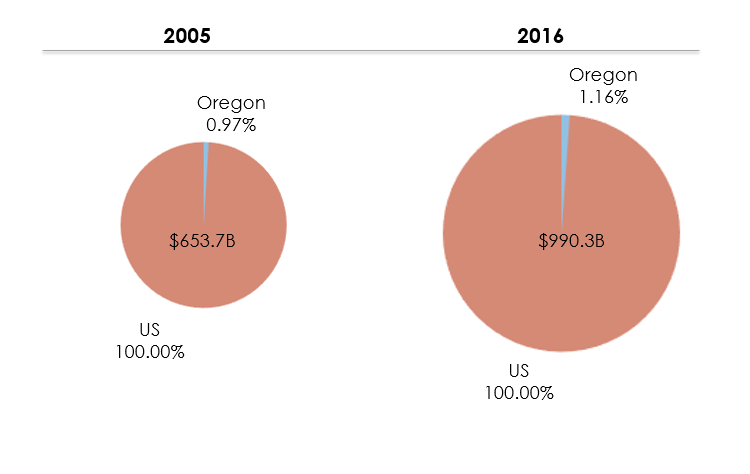 2005
2016
Oregon
0.97%
$653.7B
US
100.00%
Oregon
1.16%
$990.3B
US
100.00%